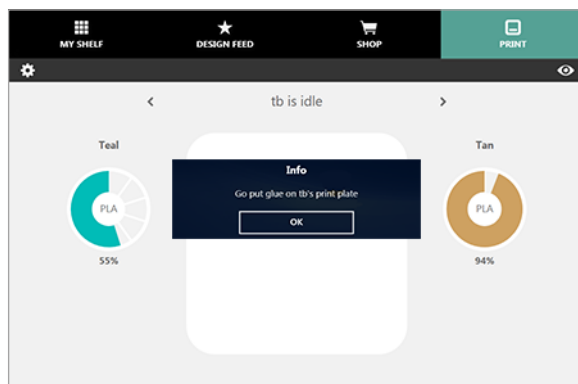 MY SHELF
DESIGN FEED
SHOP
PRINT
tb is idle
Teal
Tan
Info
Go put glue on tb's print plate
OK
PLA
PLA
55%
94%